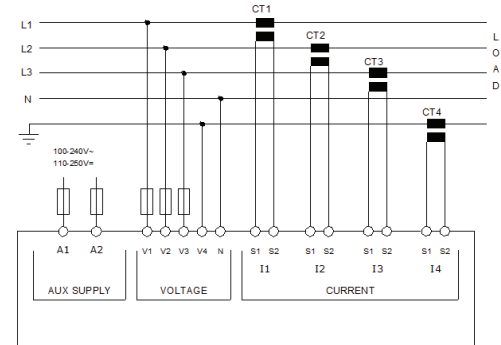 CT1
L1
L2
CT2
L3
CT3
N
CT4
L
O
A
D
100-240V~
110-250V=
A1 A2 V1 V2 V3 V4 N S1 S2 S1 S2 S1 S2 S1 S2
I1 I2 I3 I4
AUX SUPPLY VOLTAGE CURRENT